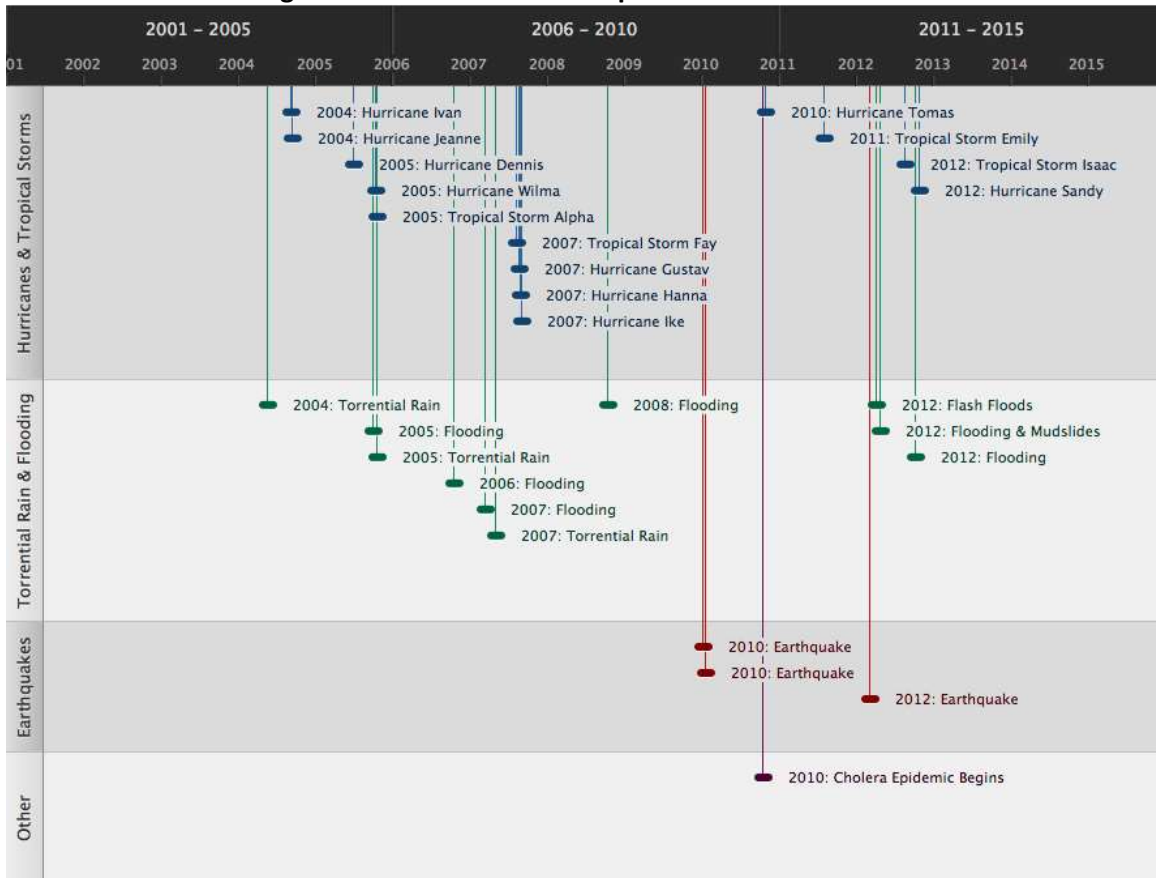 2001 – 2005 2006 – 2010 2011 – 2015
01 2002 2003 2004 2005 2006 2007 2008 2009 2010 2011 2012 2013 2014 2015
Hurricanes & Tropical Storms
2004: Hurricane Ivan 2010: Hurricane Tomas
2004: Hurricane Jeanne 2011: Tropical Storm Emily
2005: Hurricane Dennis 2012: Tropical Storm Isaac
2005: Hurricane Wilma 2012: Hurricane Sandy
2005: Tropical Storm Alpha
2007: Tropical Storm Fay
2007: Hurricane Gustav
2007: Hurricane Hanna
2007: Hurricane Ike
Torrential Rain & Flooding
2004: Torrential Rain 2008: Flooding 2012: Flash Floods
2005: Flooding 2012: Flooding & Mudslides
2005: Torrential Rain 2012: Flooding
2006: Flooding
2007: Flooding
2007: Torrential Rain
Earthquakes
2010: Earthquake
2010: Earthquake
2012: Earthquake
Other
2010: Cholera Epidemic Begins